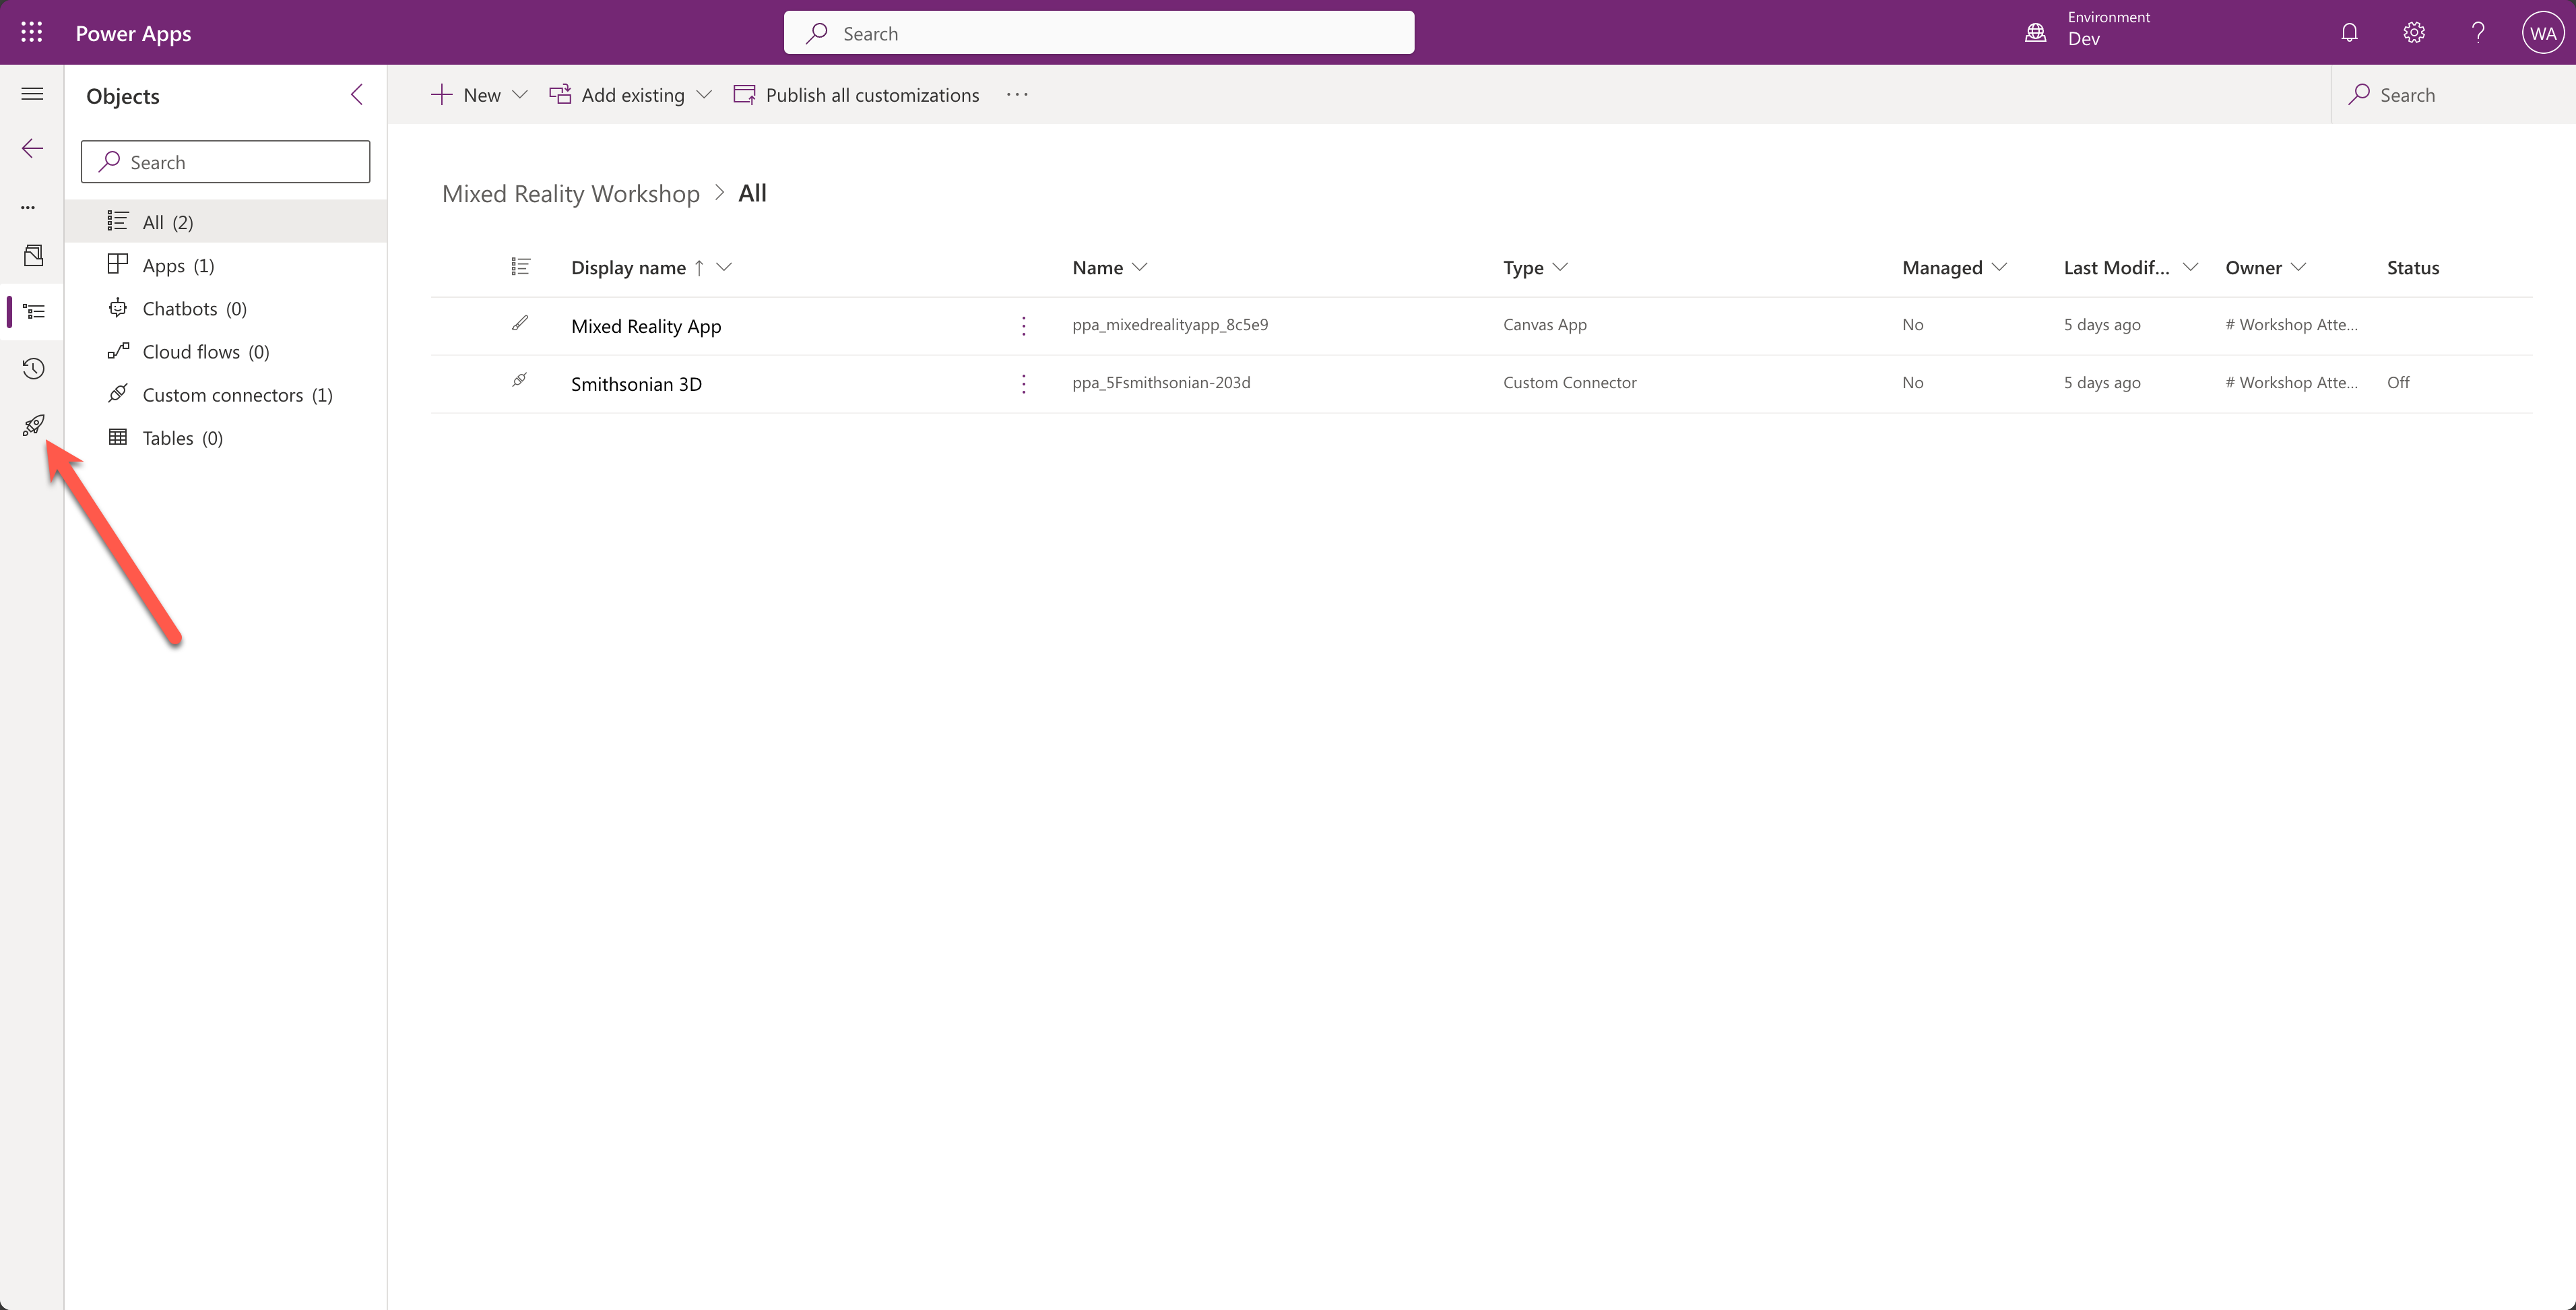 Power Apps
Search
Environment
Dev
WA
Objects
New
Add existing
Publish all customizations
Search
Search
All (2)
Apps (1)
Chatbots (0)
Cloud flows (0)
Custom connectors (1)
Tables (0)
Mixed Reality Workshop > All
Display name ↑ Name Type Managed Last Modif... Owner Status
Mixed Reality App ppa_mixedrealityapp_8c5e9 Canvas App No 5 days ago # Workshop Atte...
Smithsonian 3D ppa_5Fsmithsonian-203d Custom Connector No 5 days ago # Workshop Atte... Off